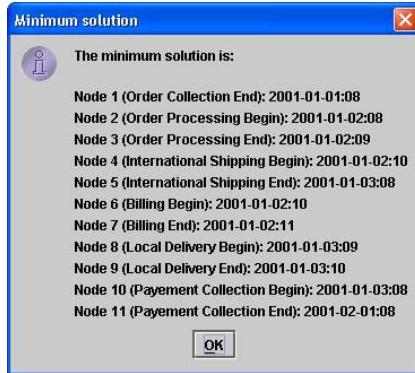 Minimum solution
The minimum solution is:
Node 1 (Order Collection End): 2001-01-01:08
Node 2 (Order Processing Begin): 2001-01-02:08
Node 3 (Order Processing End): 2001-01-02:09
Node 4 (International Shipping Begin): 2001-01-02:10
Node 5 (International Shipping End): 2001-01-03:08
Node 6 (Billing Begin): 2001-01-02:10
Node 7 (Billing End): 2001-01-02:11
Node 8 (Local Delivery Begin): 2001-01-03:09
Node 9 (Local Delivery End): 2001-01-03:10
Node 10 (Payement Collection Begin): 2001-01-03:08
Node 11 (Payement Collection End): 2001-02-01:08
OK